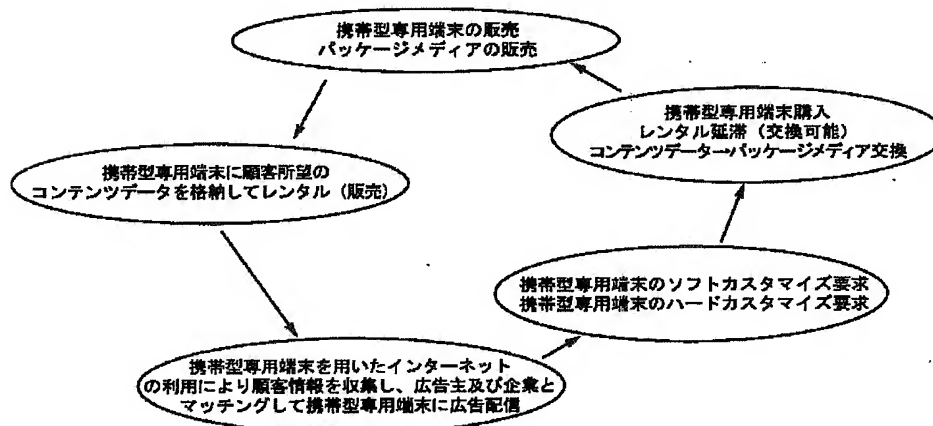 携帯型専用端末の販売
パッケージメディアの販売
携帯型専用端末に顧客所望の
コンテンツデータを格納してレンタル（販売）
携帯型専用端末を用いたインターネット
の利用により顧客情報を収集し、広告主及び企業と
マッチングして携帯型専用端末に広告配信
携帯型専用端末のソフトカスタマイズ要求
携帯型専用端末のハードカスタマイズ要求
携帯型専用端末購入
レンタル延滞（交換可能）
コンテンツデーター→パッケージメディア交換